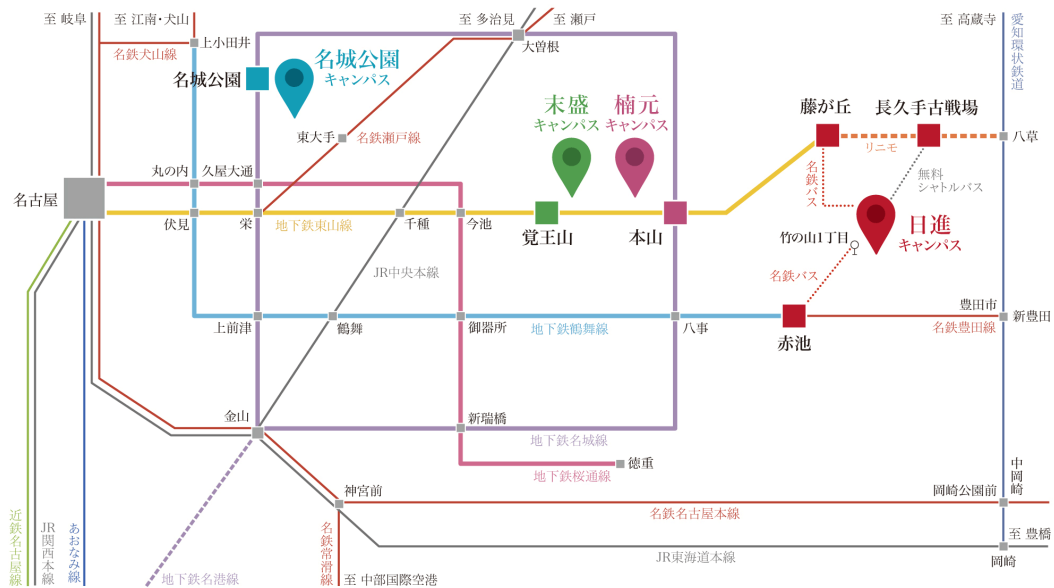 至 岐阜
至 江南・犬山
至 多治見
至 瀬戸
至 高蔵寺
愛知環状鉄道
名鉄犬山線
上小田井
大曽根
名城公園
名城公園
キャンパス
末盛
キャンパス
楠元
キャンパス
藤が丘
長久手古戦場
東大手
名鉄瀬戸線
リニモ
八草
丸の内
久屋大通
名鉄バス
無料
シャトルバス
名古屋
伏見
栄
地下鉄東山線
千種
今池
覚王山
本山
竹の山1丁目
日進
キャンパス
JR中央本線
名鉄バス
上前津
鶴舞
御器所
地下鉄鶴舞線
八事
赤池
豊田市
新豊田
名鉄豊田線
金山
新瑞橋
地下鉄名城線
徳重
地下鉄桜通線
中岡崎
神宮前
岡崎公園前
名鉄名古屋本線
近鉄名古屋線
JR関西本線
あおなみ線
名鉄常滑線
至 豊橋
JR東海道本線
岡崎
地下鉄名港線
至 中部国際空港